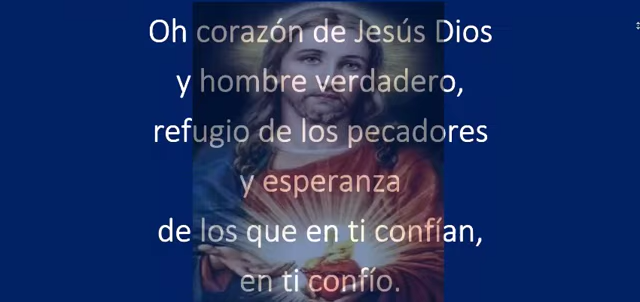 Oh corazón de Jesús Dios
y hombre verdadero,
refugio de los pecadores
y esperanza
de los que en ti confían,
en ti confío.